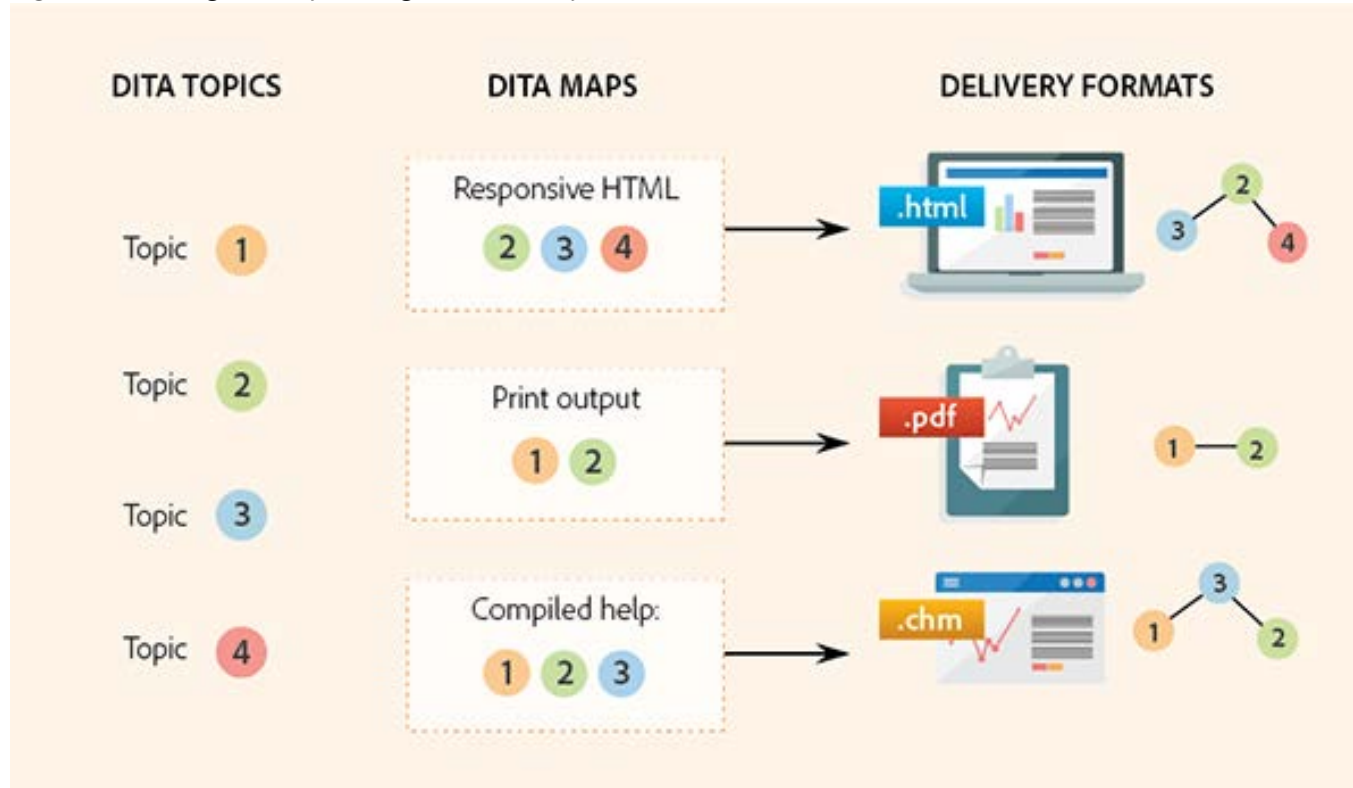 DITA TOPICS
DITA MAPS
DELIVERY FORMATS
Topic 1
Topic 2
Topic 3
Topic 4
Responsive HTML
2 3 4
Print output
1 2
Compiled help:
1 2 3
.html
2
3
4
.pdf
1
2
.chm
3
1
2